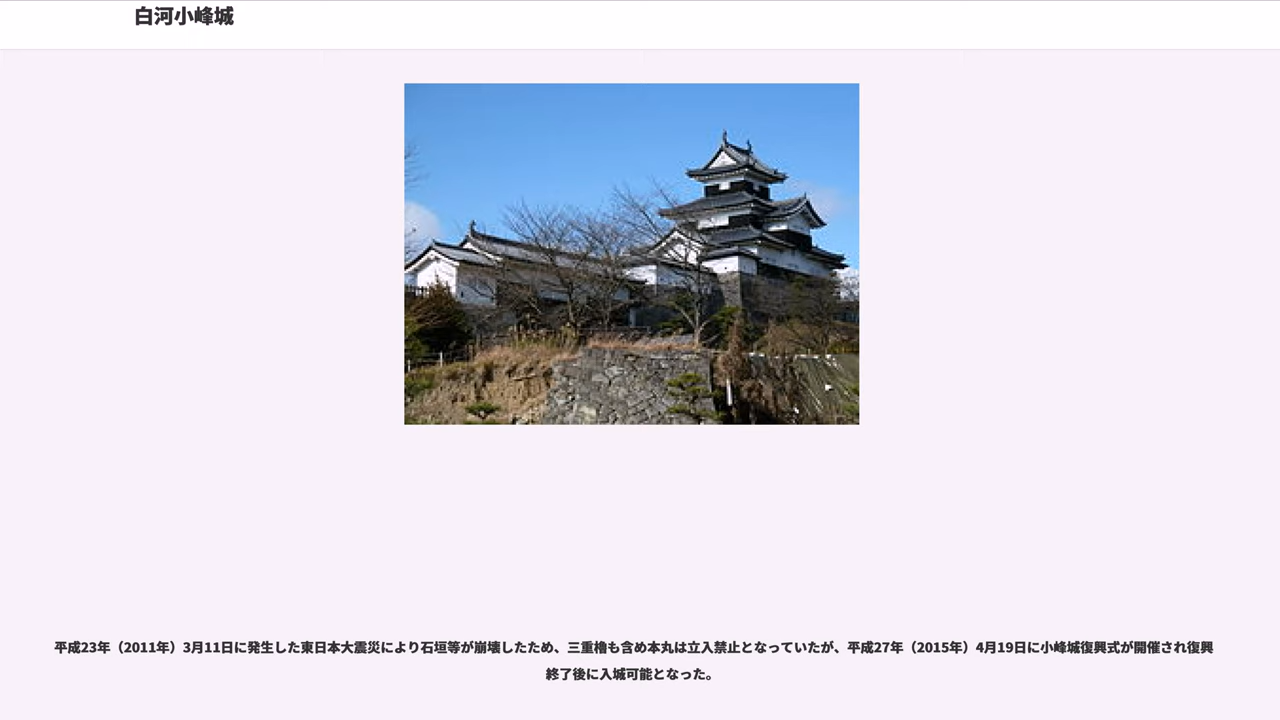 白河小峰城
平成23年（2011年）3月11日に発生した東日本大震災により石垣等が崩壊したため、三重櫓も含め本丸は立入禁止となっていたが、平成27年（2015年）4月19日に小峰城復興式が開催され復興
終了後に入城可能となった。